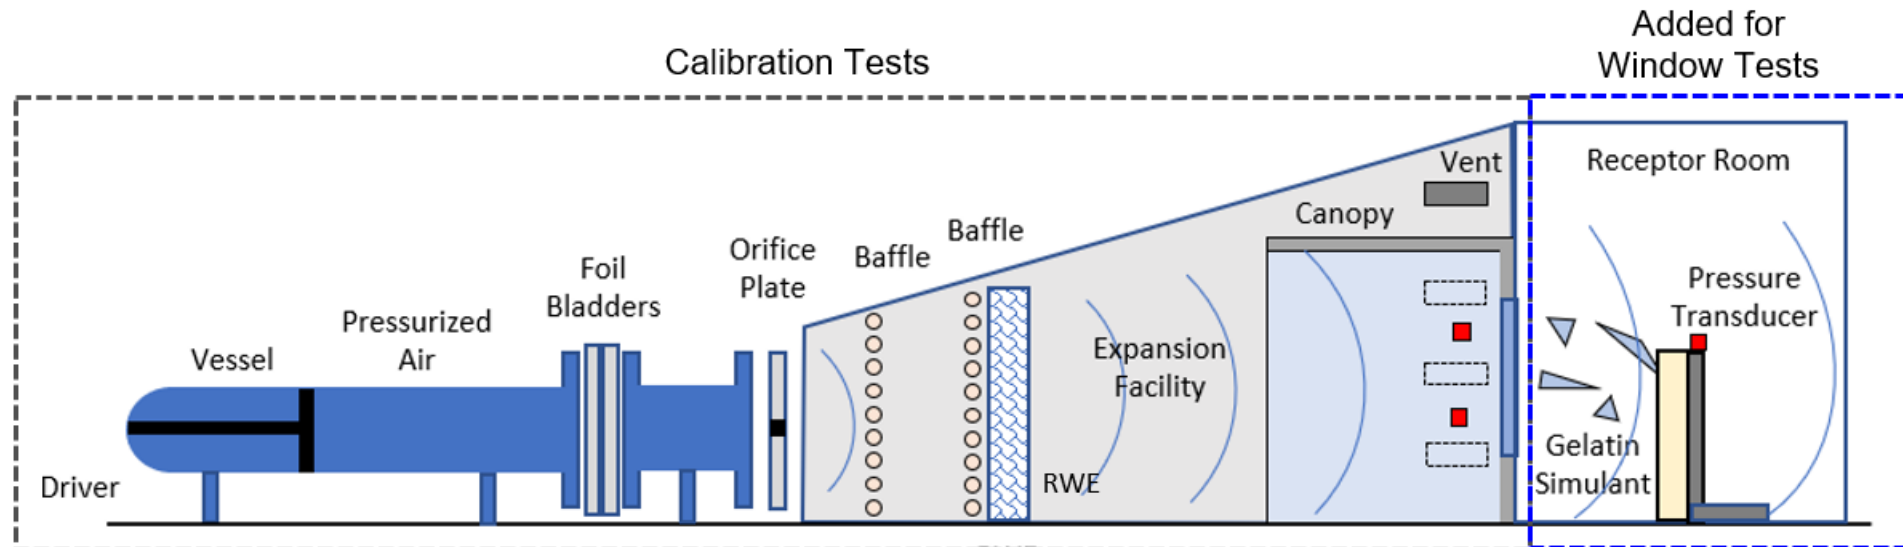 Calibration Tests
Added for
Window Tests
Vessel
Pressurized
Air
Foil
Bladders
Orifice
Plate
Baffle
Baffle
Canopy
Vent
Receptor Room
Expansion
Facility
Pressure
Transducer
Gelatin
Simulant
RWE
Driver